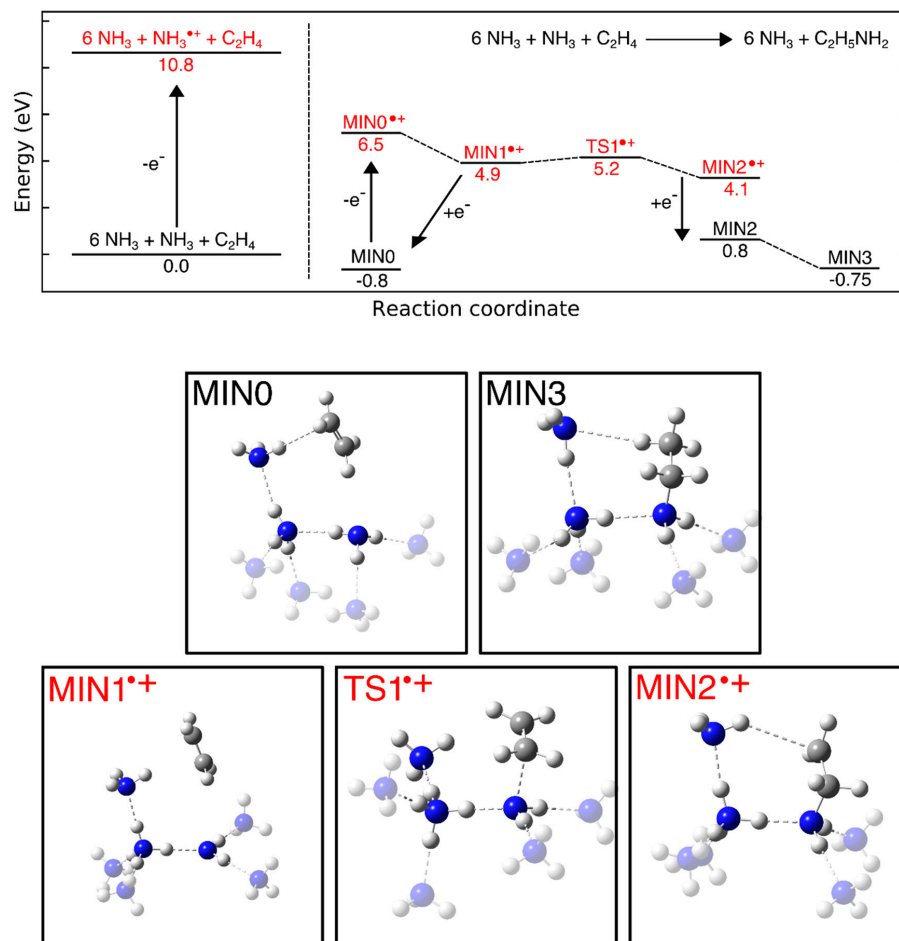 6 NH₃ + NH₃•⁺ + C₂H₄
10.8
-e⁻
6 NH₃ + NH₃ + C₂H₄
0.0
6 NH₃ + NH₃ + C₂H₄ ⟶ 6 NH₃ + C₂H₅NH₂
MIN0•⁺
6.5
MIN1•⁺
4.9
TS1•⁺
5.2
MIN2•⁺
4.1
-e⁻
+e⁻
+e⁻
MIN0
-0.8
MIN2
0.8
MIN3
-0.75
Energy (eV)
Reaction coordinate
MIN0
MIN3
MIN1•+
TS1•+
MIN2•+